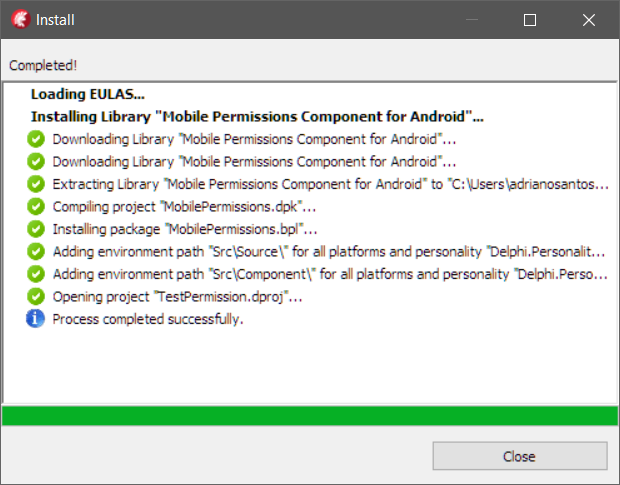 Install
Completed!
Loading EULAS...
Installing Library "Mobile Permissions Component for Android"...
Downloading Library "Mobile Permissions Component for Android"...
Downloading Library "Mobile Permissions Component for Android"...
Extracting Library "Mobile Permissions Component for Android" to "C:\Users\adrianosantos...
Compiling project "MobilePermissions.dpk"...
Installing package "MobilePermissions.bpl"...
Adding environment path "Src\Source\" for all platforms and personality "Delphi.Personalit...
Adding environment path "Src\Component\" for all platforms and personality "Delphi.Perso...
Opening project "TestPermission.dproj"...
Process completed successfully.
Close